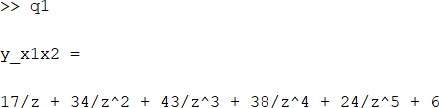 >> q1
y_x1x2 =
17/z + 34/z^2 + 43/z^3 + 38/z^4 + 24/z^5 + 6